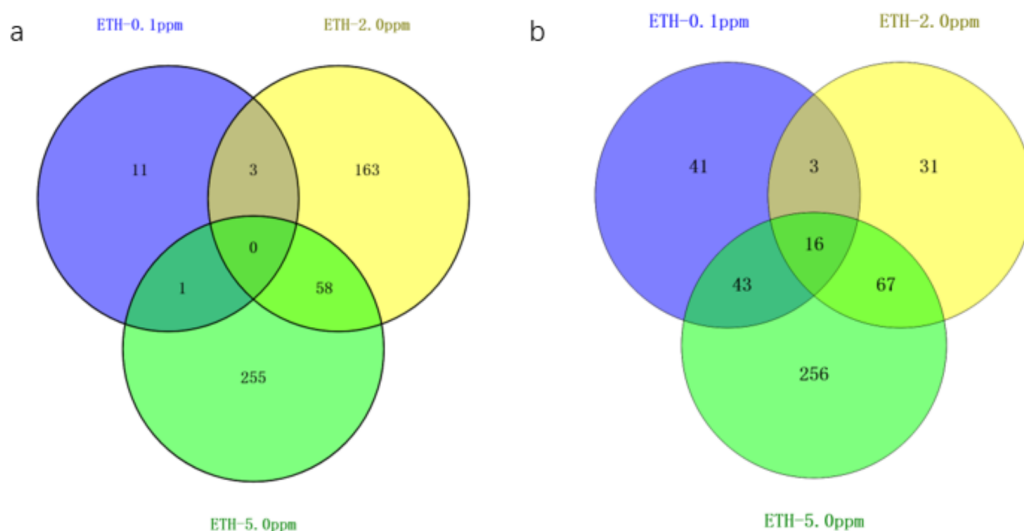 a
ETH-0.1ppm
ETH-2.0ppm
11
3
163
0
1
58
255
ETH-5.0ppm
b
ETH-0.1ppm
ETH-2.0ppm
41
3
31
16
43
67
256
ETH-5.0ppm